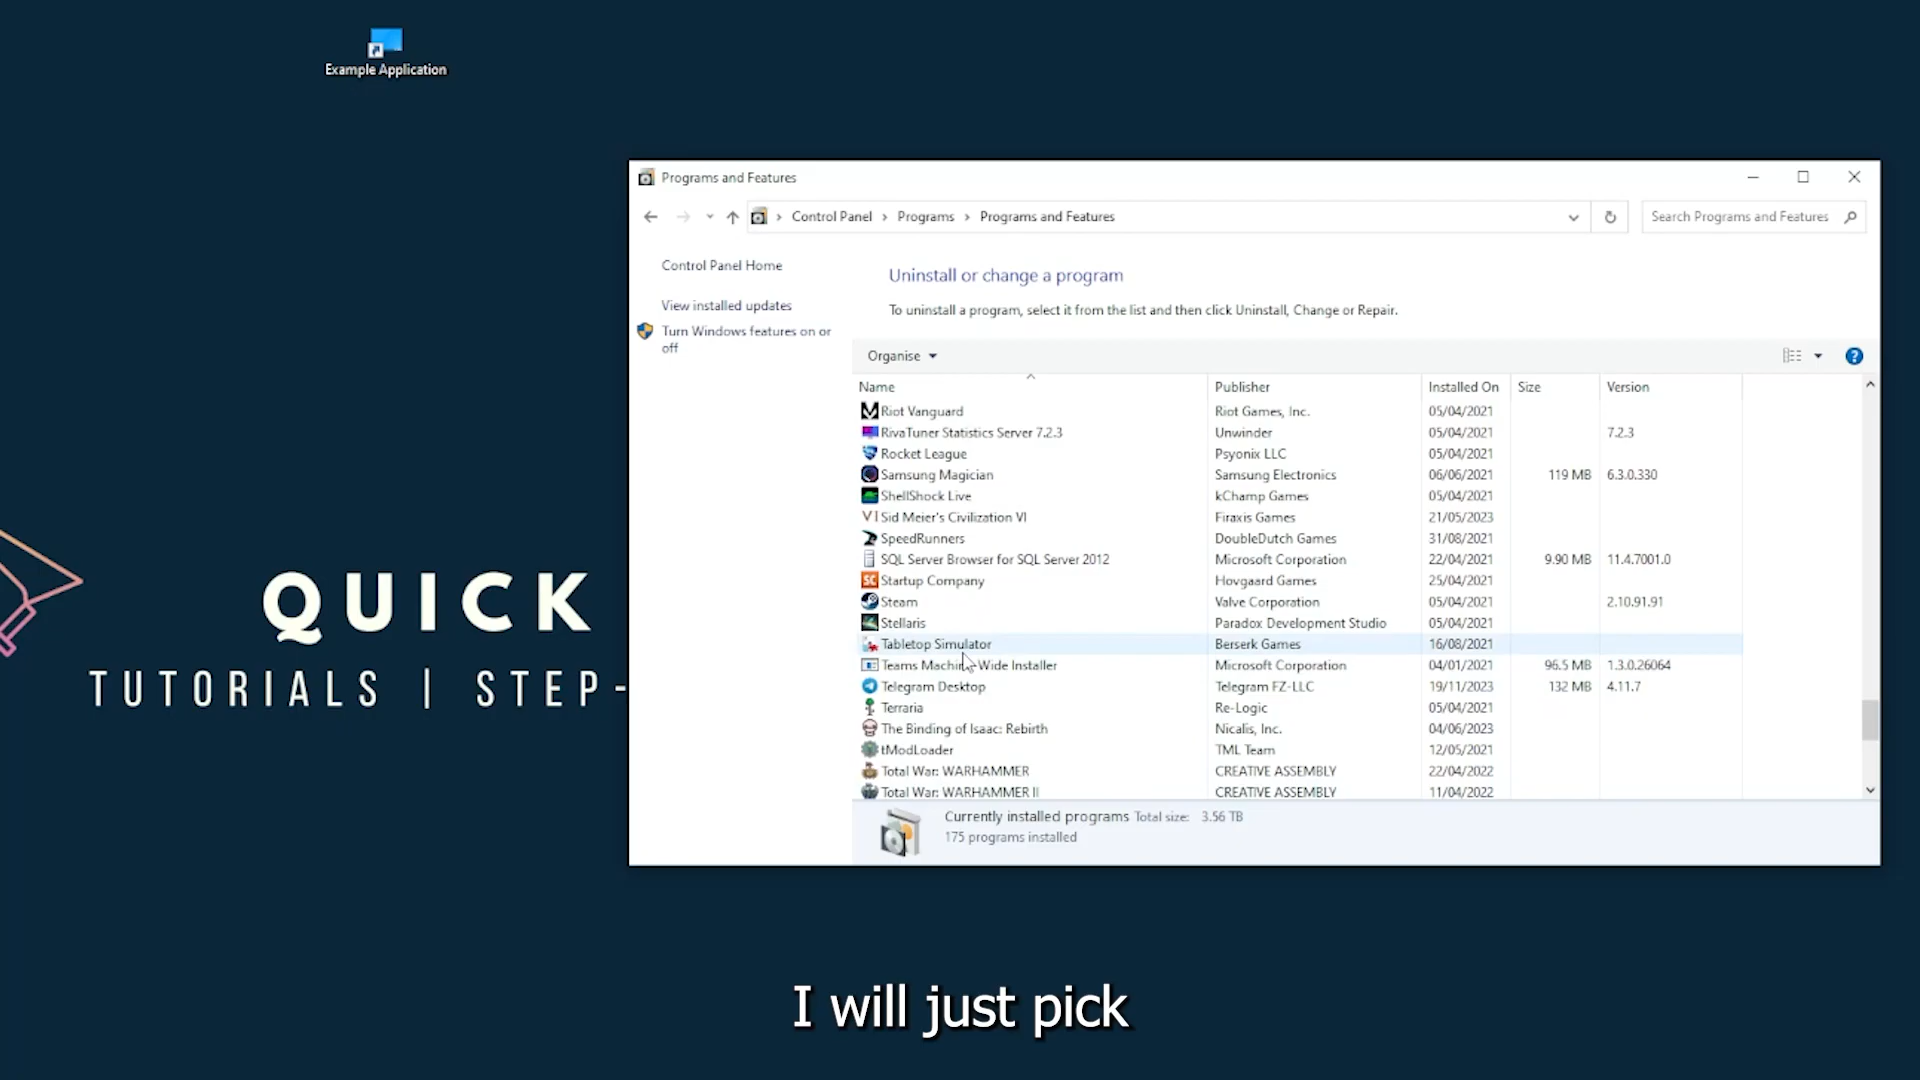 Example Application
Programs and Features
Control Panel > Programs > Programs and Features
Search Programs and Features
Control Panel Home
View installed updates
Turn Windows features on or
off
Uninstall or change a program
To uninstall a program, select it from the list and then click Uninstall, Change or Repair.
Organise
Name Publisher Installed On Size Version
Riot Vanguard Riot Games, Inc. 05/04/2021
RivaTuner Statistics Server 7.2.3 Unwinder 05/04/2021 7.2.3
Rocket League Psyonix LLC 05/04/2021
Samsung Magician Samsung Electronics 06/06/2021 119 MB 6.3.0.330
ShellShock Live kChamp Games 05/04/2021
VI Sid Meier's Civilization VI Firaxis Games 21/05/2023
SpeedRunners DoubleDutch Games 31/08/2021
SQL Server Browser for SQL Server 2012 Microsoft Corporation 22/04/2021 9.90 MB 11.4.7001.0
SC Startup Company Hovgaard Games 25/04/2021
Steam Valve Corporation 05/04/2021 2.10.91.91
Stellaris Paradox Development Studio 05/04/2021
Tabletop Simulator Berserk Games 16/08/2021
Teams Machine-Wide Installer Microsoft Corporation 04/01/2021 96.5 MB 1.3.0.26064
Telegram Desktop Telegram FZ-LLC 19/11/2023 132 MB 4.11.7
Terraria Re-Logic 05/04/2021
The Binding of Isaac: Rebirth Nicalis, Inc. 04/06/2023
tModLoader TML Team 12/05/2021
Total War: WARHAMMER CREATIVE ASSEMBLY 22/04/2022
Total War: WARHAMMER II CREATIVE ASSEMBLY 11/04/2022
Currently installed programs Total size: 3.56 TB
175 programs installed
QUICK
TUTORIALS | STEP-
I will just pick